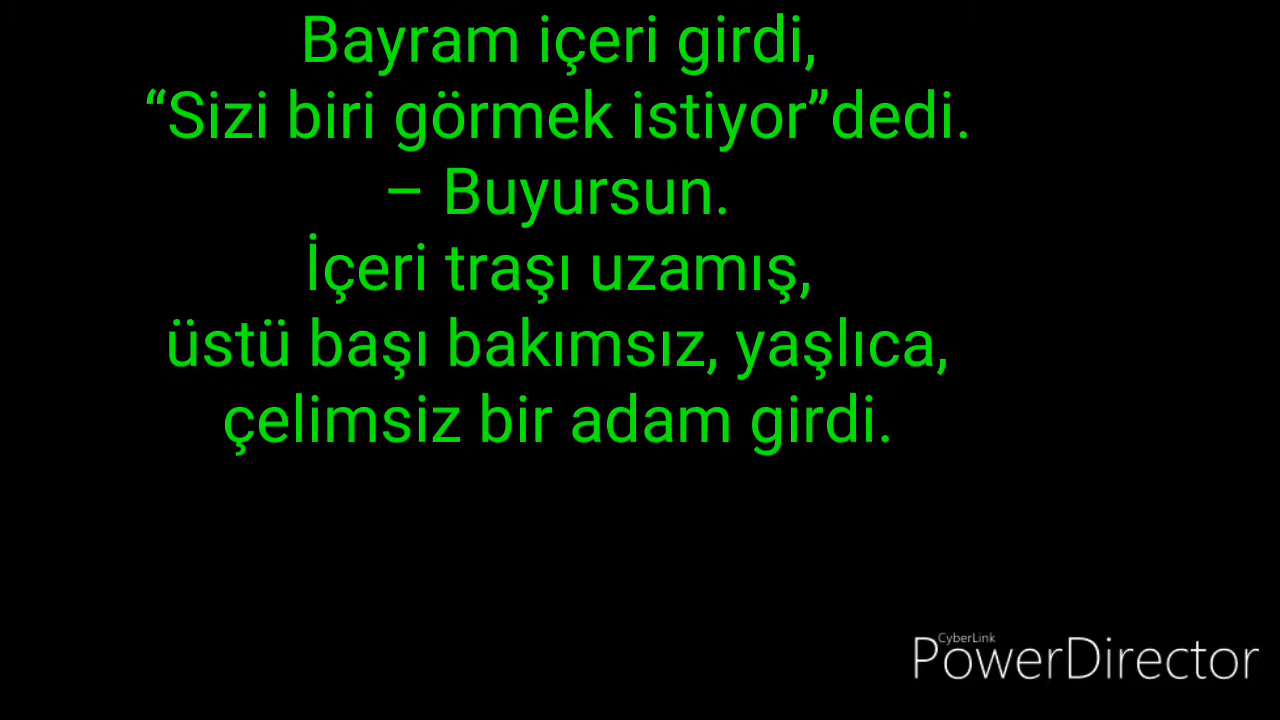 Bayram içeri girdi,
“Sizi biri görmek istiyor”dedi.
– Buyursun.
İçeri traşı uzamış,
üstü başı bakımsız, yaşlıca,
çelimsiz bir adam girdi.
CyberLink
PowerDirector